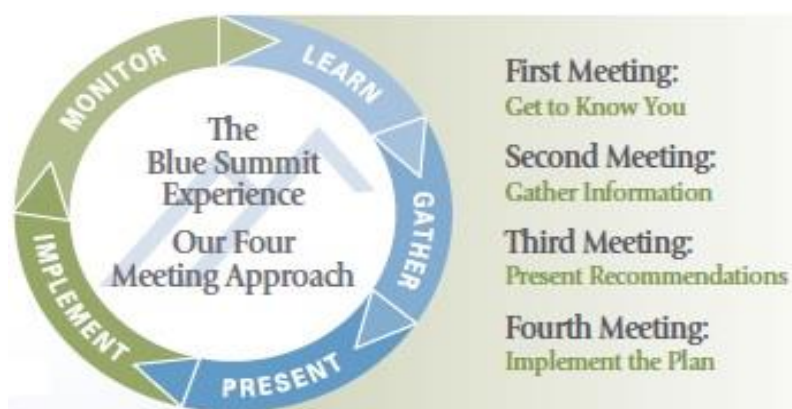 MONITOR
LEARN
GATHER
PRESENT
IMPLEMENT
The
Blue Summit
Experience
Our Four
Meeting Approach
First Meeting:
Get to Know You
Second Meeting:
Gather Information
Third Meeting:
Present Recommendations
Fourth Meeting:
Implement the Plan